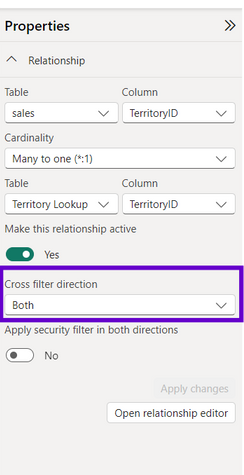 Properties
Relationship
Table Column
sales TerritoryID
Cardinality
Many to one (*:1)
Table Column
Territory Lookup TerritoryID
Make this relationship active
Yes
Cross filter direction
Both
Apply security filter in both directions
No
Apply changes
Open relationship editor